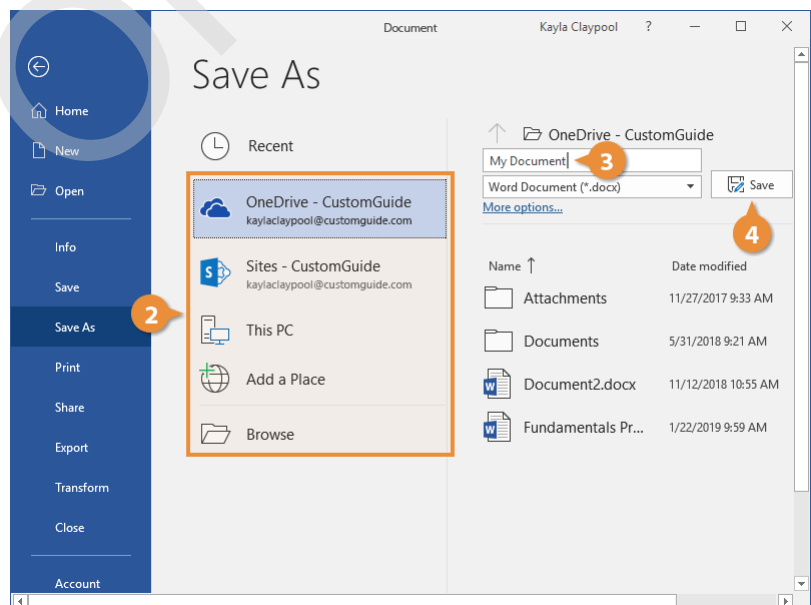 Document Kayla Claypool ?
Save As
Home
New
Open
Info
Save
Save As
Print
Share
Export
Transform
Close
Account
Recent
OneDrive - CustomGuide
kaylaclaypool@customguide.com
Sites - CustomGuide
kaylaclaypool@customguide.com
This PC
Add a Place
Browse
2
OneDrive - CustomGuide
My Document
3
Word Document (*.docx)
Save
More options...
4
Name Date modified
Attachments 11/27/2017 9:33 AM
Documents 5/31/2018 9:21 AM
Document2.docx 11/12/2018 10:55 AM
Fundamentals Pr... 1/22/2019 9:59 AM